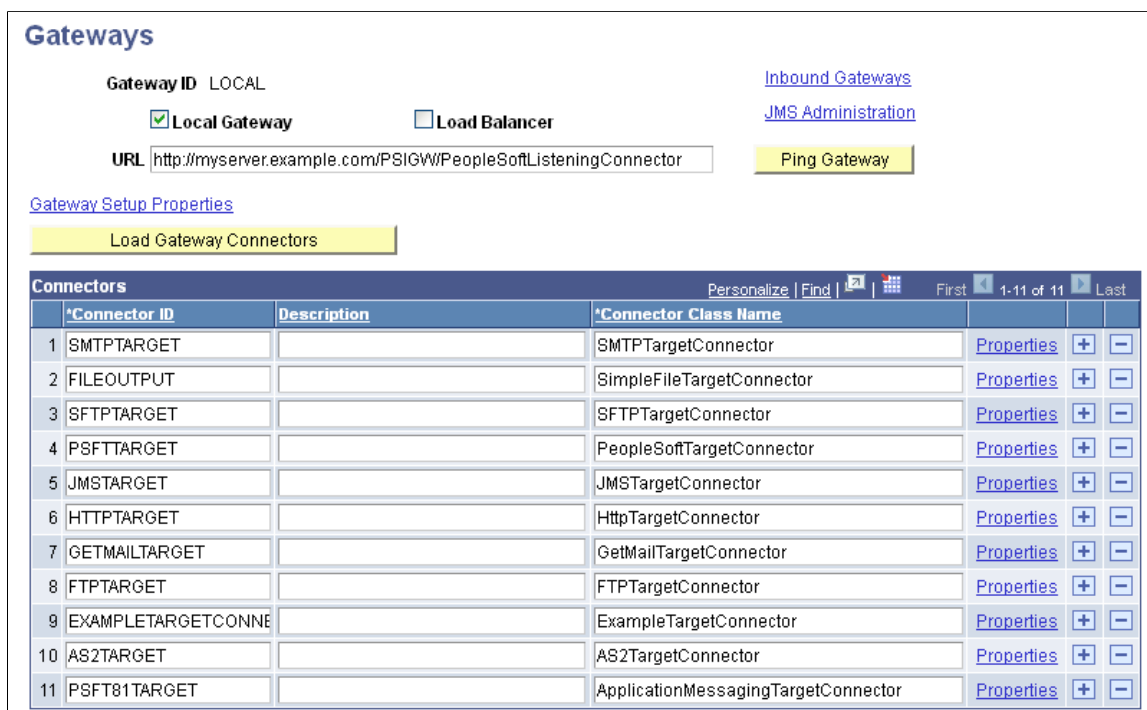 Gateways
Gateway ID LOCAL
Inbound Gateways
Local Gateway Load Balancer
JMS Administration
URL http://myserver.example.com/PSIGW/PeopleSoftListeningConnector Ping Gateway
Gateway Setup Properties
Load Gateway Connectors
Connectors Personalize | Find | | First 1-11 of 11 Last
*Connector ID Description *Connector Class Name
1 SMTPTARGET SMTPTargetConnector Properties
2 FILEOUTPUT SimpleFileTargetConnector Properties
3 SFTPTARGET SFTPTargetConnector Properties
4 PSFTTARGET PeopleSoftTargetConnector Properties
5 JMSTARGET JMSTargetConnector Properties
6 HTTPTARGET HttpTargetConnector Properties
7 GETMAILTARGET GetMailTargetConnector Properties
8 FTPTARGET FTPTargetConnector Properties
9 EXAMPLETARGETCONNE ExampleTargetConnector Properties
10 AS2TARGET AS2TargetConnector Properties
11 PSFT81TARGET ApplicationMessagingTargetConnector Properties